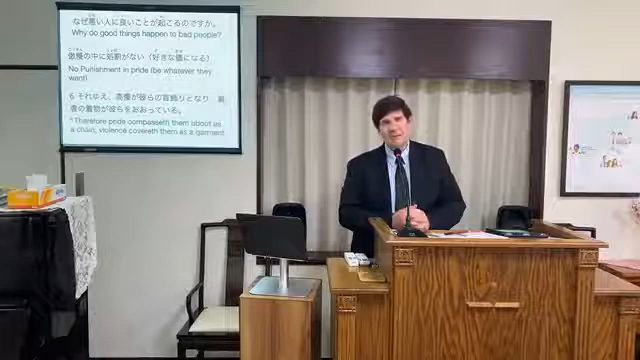 なぜ悪い人に良いことが起こるのですか。
Why do good things happen to bad people?
傲慢の中に処罰がない（好きな儘になる）
No Punishment in pride (be whatever they
want)
6 それゆえ、高慢が彼らの首飾りとなり、暴
虐の着物が彼らをおおっている。
6 Therefore pride compasseth them about as
a chain; violence covereth them as a garment